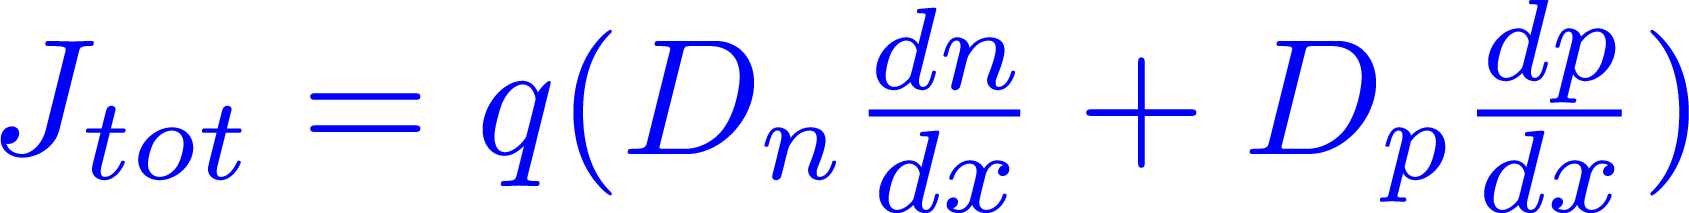 J_{tot} = q(D_n \frac{dn}{dx} + D_p \frac{dp}{dx})